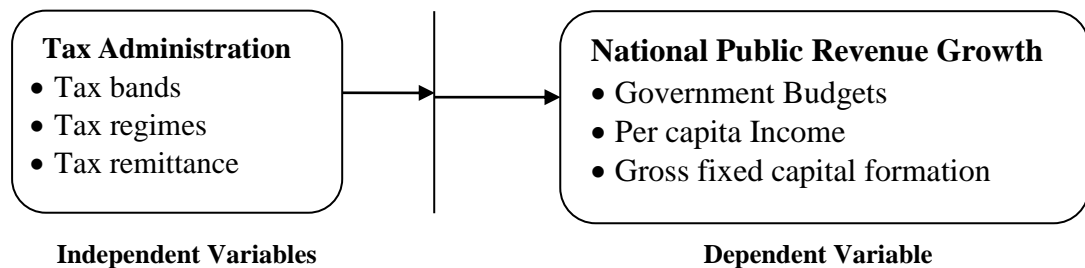 Tax Administration
• Tax bands
• Tax regimes
• Tax remittance
National Public Revenue Growth
• Government Budgets
• Per capita Income
• Gross fixed capital formation
Independent Variables
Dependent Variable